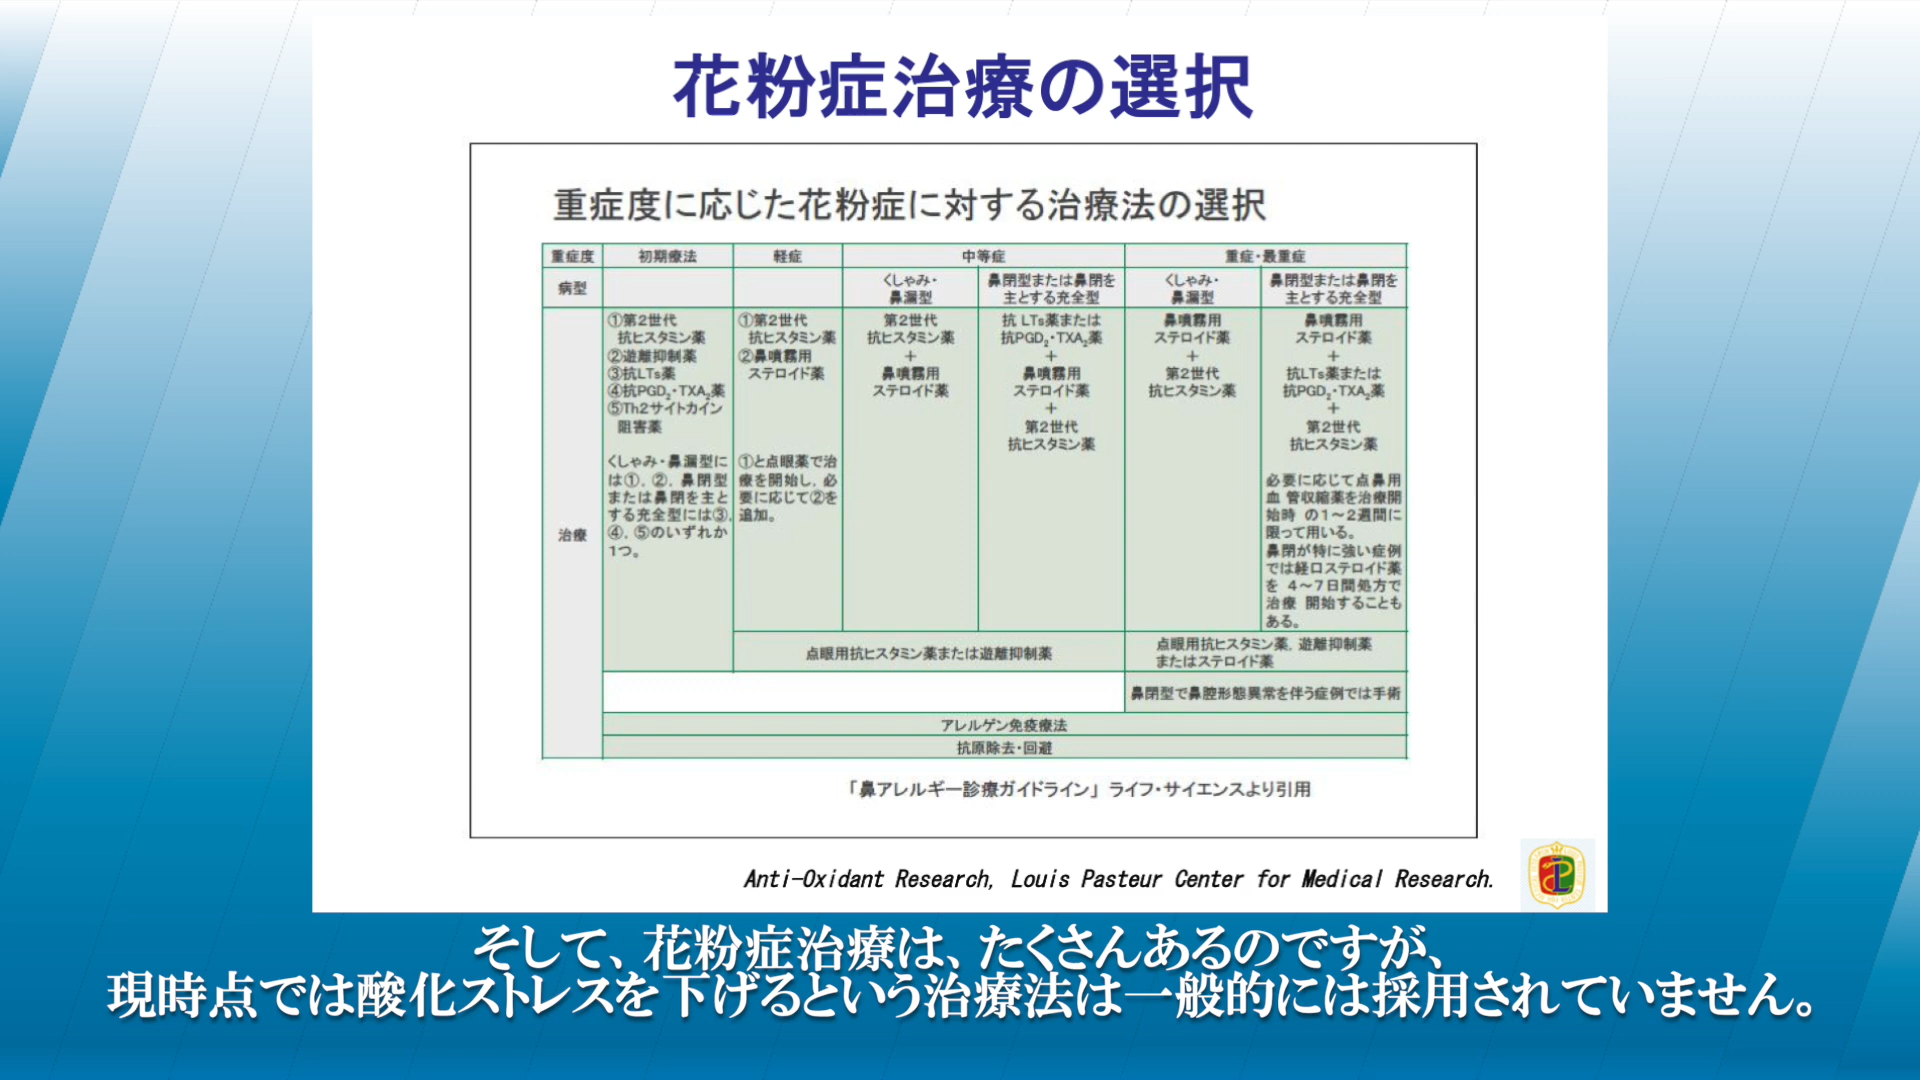 花粉症治療の選択
重症度に応じた花粉症に対する治療法の選択
重症度 初期療法 軽症 中等症 重症・最重症
病型
くしゃみ・
鼻漏型
鼻閉型または鼻閉を
主とする充全型
くしゃみ・
鼻漏型
鼻閉型または鼻閉を
主とする充全型
治療
①第2世代
抗ヒスタミン薬
②遊離抑制薬
③抗LTs薬
④抗PGD₂・TXA₂薬
⑤Th2サイトカイン
阻害薬
くしゃみ・鼻漏型に
は①, ②, 鼻閉型
または鼻閉を主と
する充全型には③,
④, ⑤のいずれか
1つ。
①第2世代
抗ヒスタミン薬
②鼻噴霧用
ステロイド薬
①と点眼薬で治
療を開始し, 必
要に応じて②を
追加。
第2世代
抗ヒスタミン薬
+
鼻噴霧用
ステロイド薬
抗 LTs薬または
抗PGD₂・TXA₂薬
+
鼻噴霧用
ステロイド薬
+
第2世代
抗ヒスタミン薬
鼻噴霧用
ステロイド薬
+
第2世代
抗ヒスタミン薬
鼻噴霧用
ステロイド薬
+
抗LTs薬または
抗PGD₂・TXA₂薬
+
第2世代
抗ヒスタミン薬
必要に応じて点鼻用
血 管収縮薬を治療開
始時 の1～2週間に
限って用いる。
鼻閉が特に強い症例
では経口ステロイド薬
を 4～7日間処方で
治療 開始することも
ある。
点眼用抗ヒスタミン薬または遊離抑制薬
点眼用抗ヒスタミン薬, 遊離抑制薬
またはステロイド薬
鼻閉型で鼻腔形態異常を伴う症例では手術
アレルゲン免疫療法
抗原除去・回避
「鼻アレルギー診療ガイドライン」ライフ・サイエンスより引用
Anti-Oxidant Research, Louis Pasteur Center for Medical Research.
そして、花粉症治療は、たくさんあるのですが、
現時点では酸化ストレスを下げるという治療法は一般的には採用されていません。